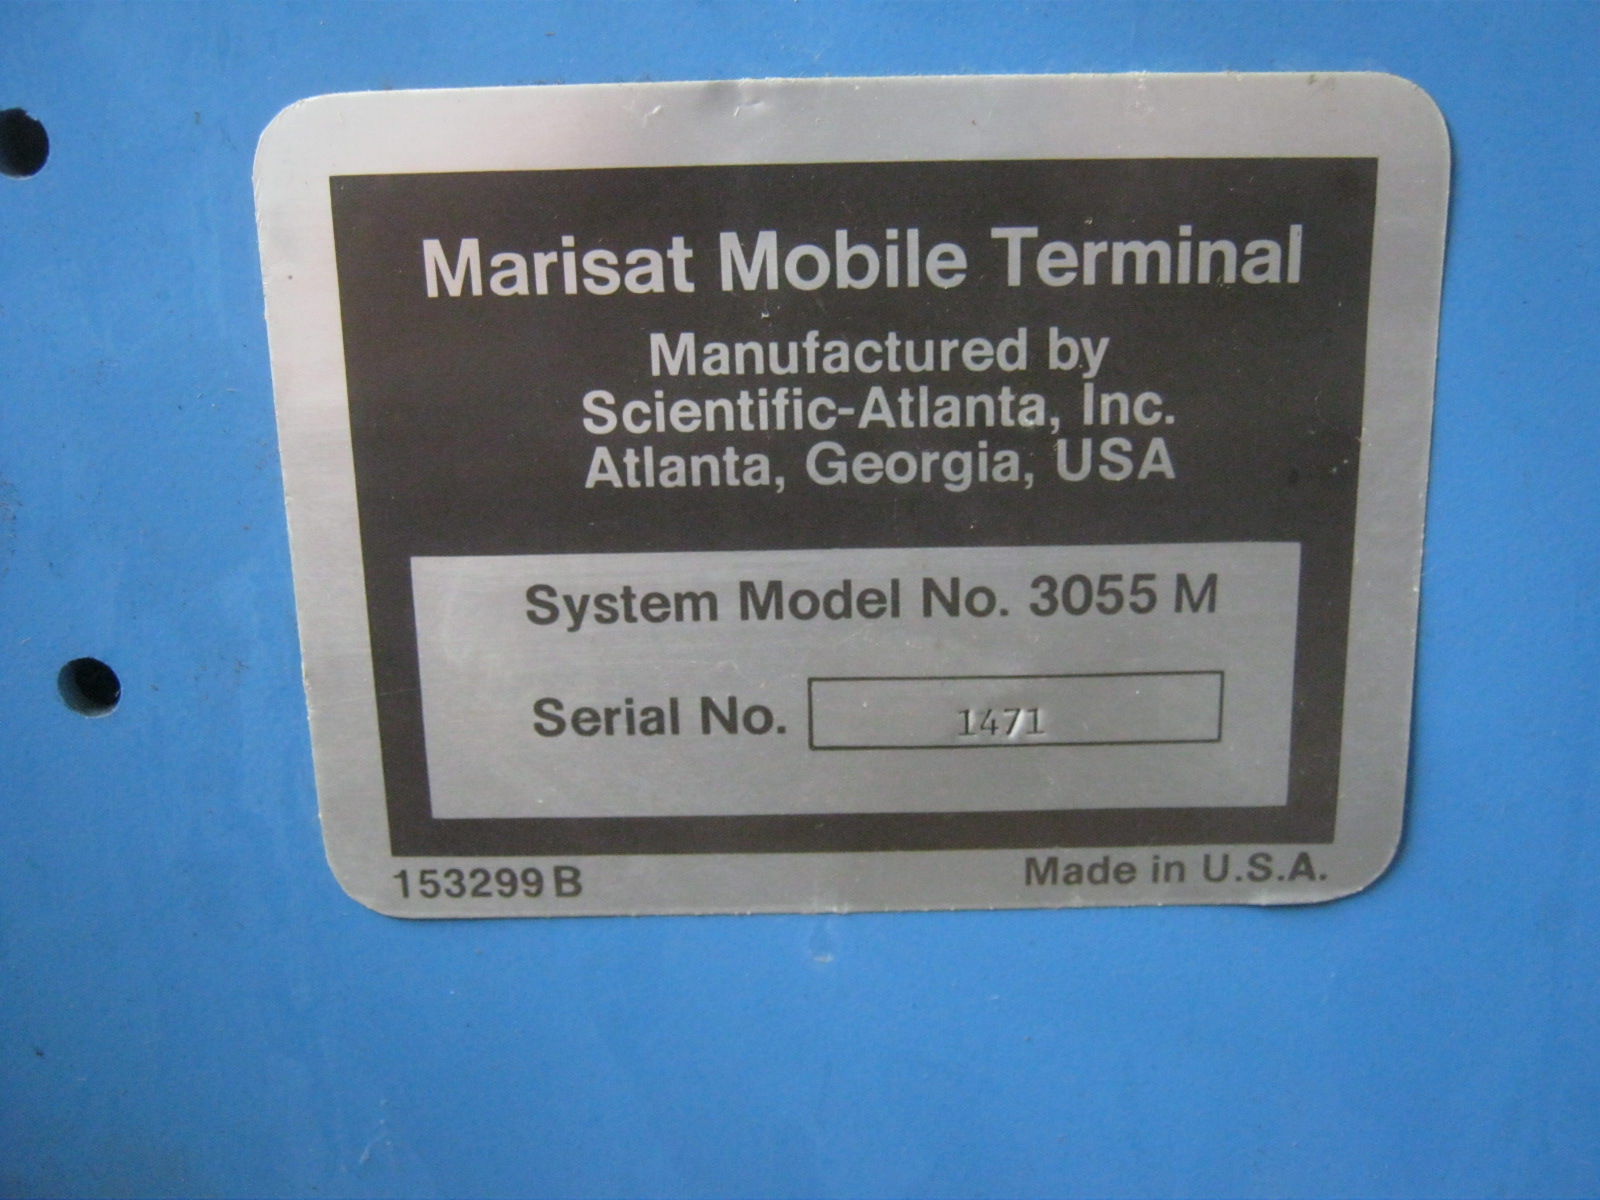 Marisat Mobile Terminal
Manufactured by
Scientific-Atlanta, Inc.
Atlanta, Georgia, USA
System Model No. 3055 M
Serial No. 1471
153299 B Made in U.S.A.